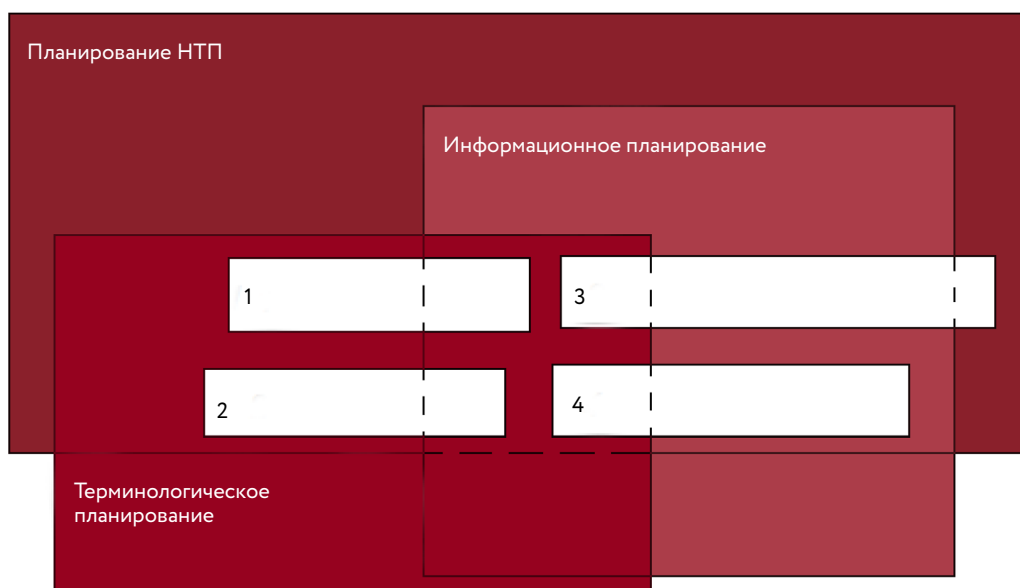 Планирование НТП
Информационное планирование
1
3
2
4
Терминологическое
планирование